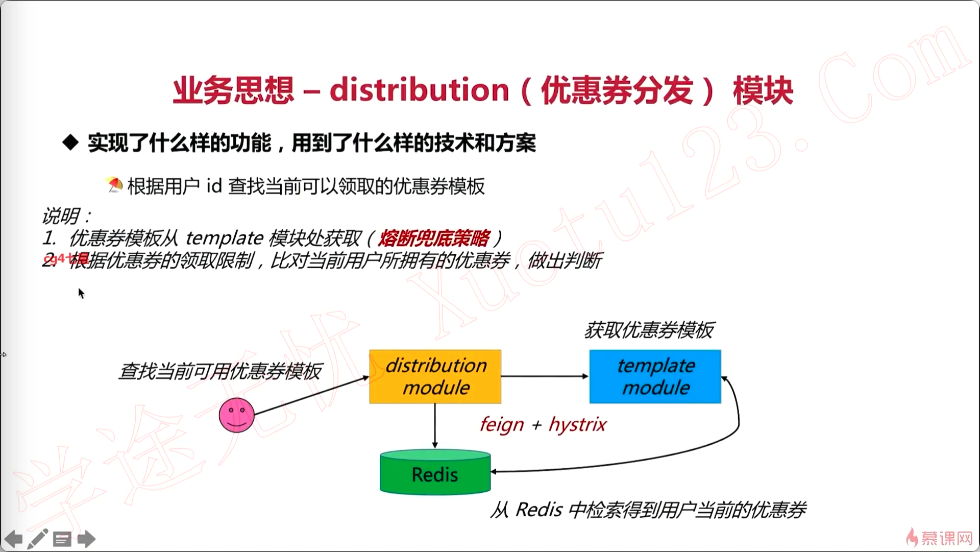 业务思想 – distribution（优惠券分发） 模块
◆ 实现了什么样的功能，用到了什么样的技术和方案
根据用户 id 查找当前可以领取的优惠券模板
说明：
1. 优惠券模板从 template 模块处获取（熔断兜底策略）
2. 根据优惠券的领取限制，比对当前用户所拥有的优惠券，做出判断
获取优惠券模板
查找当前可用优惠券模板
distribution
module
template
module
feign + hystrix
Redis
从 Redis 中检索得到用户当前的优惠券
学途无忧 Xuotu123.Com
慕课网